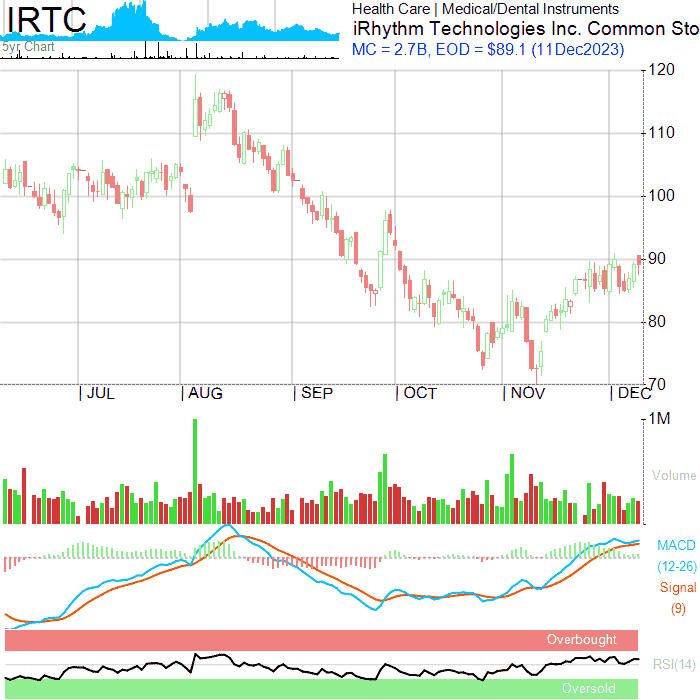 IRTC
5yr Chart
Health Care | Medical/Dental Instruments
iRhythm Technologies Inc. Common Sto
MC = 2.7B, EOD = $89.1 (11Dec2023)
120
110
100
90
80
70
JUL AUG SEP OCT NOV DEC
1M
Volume
MACD
(12-26)
Signal
(9)
Overbought
RSI(14)
Oversold